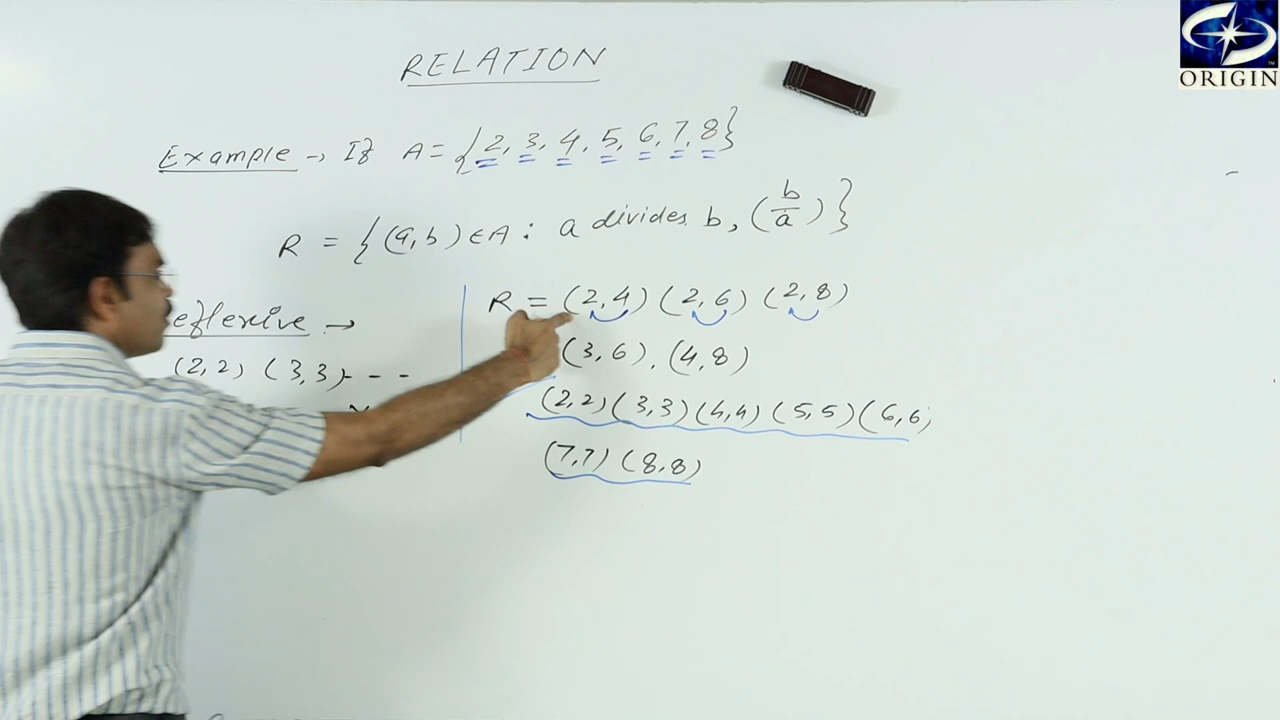 RELATION
ORIGIN
Example → If A = {2, 3, 4, 5, 6, 7, 8}
R = {(a, b) ∈ A : a divides b, (b/a)}
eflexive →
R = (2,4) (2,6) (2,8)
(2,2) (3,3) - - -
(3,6), (4,8)
(2,2) (3,3) (4,4) (5,5) (6,6)
(7,7) (8,8)